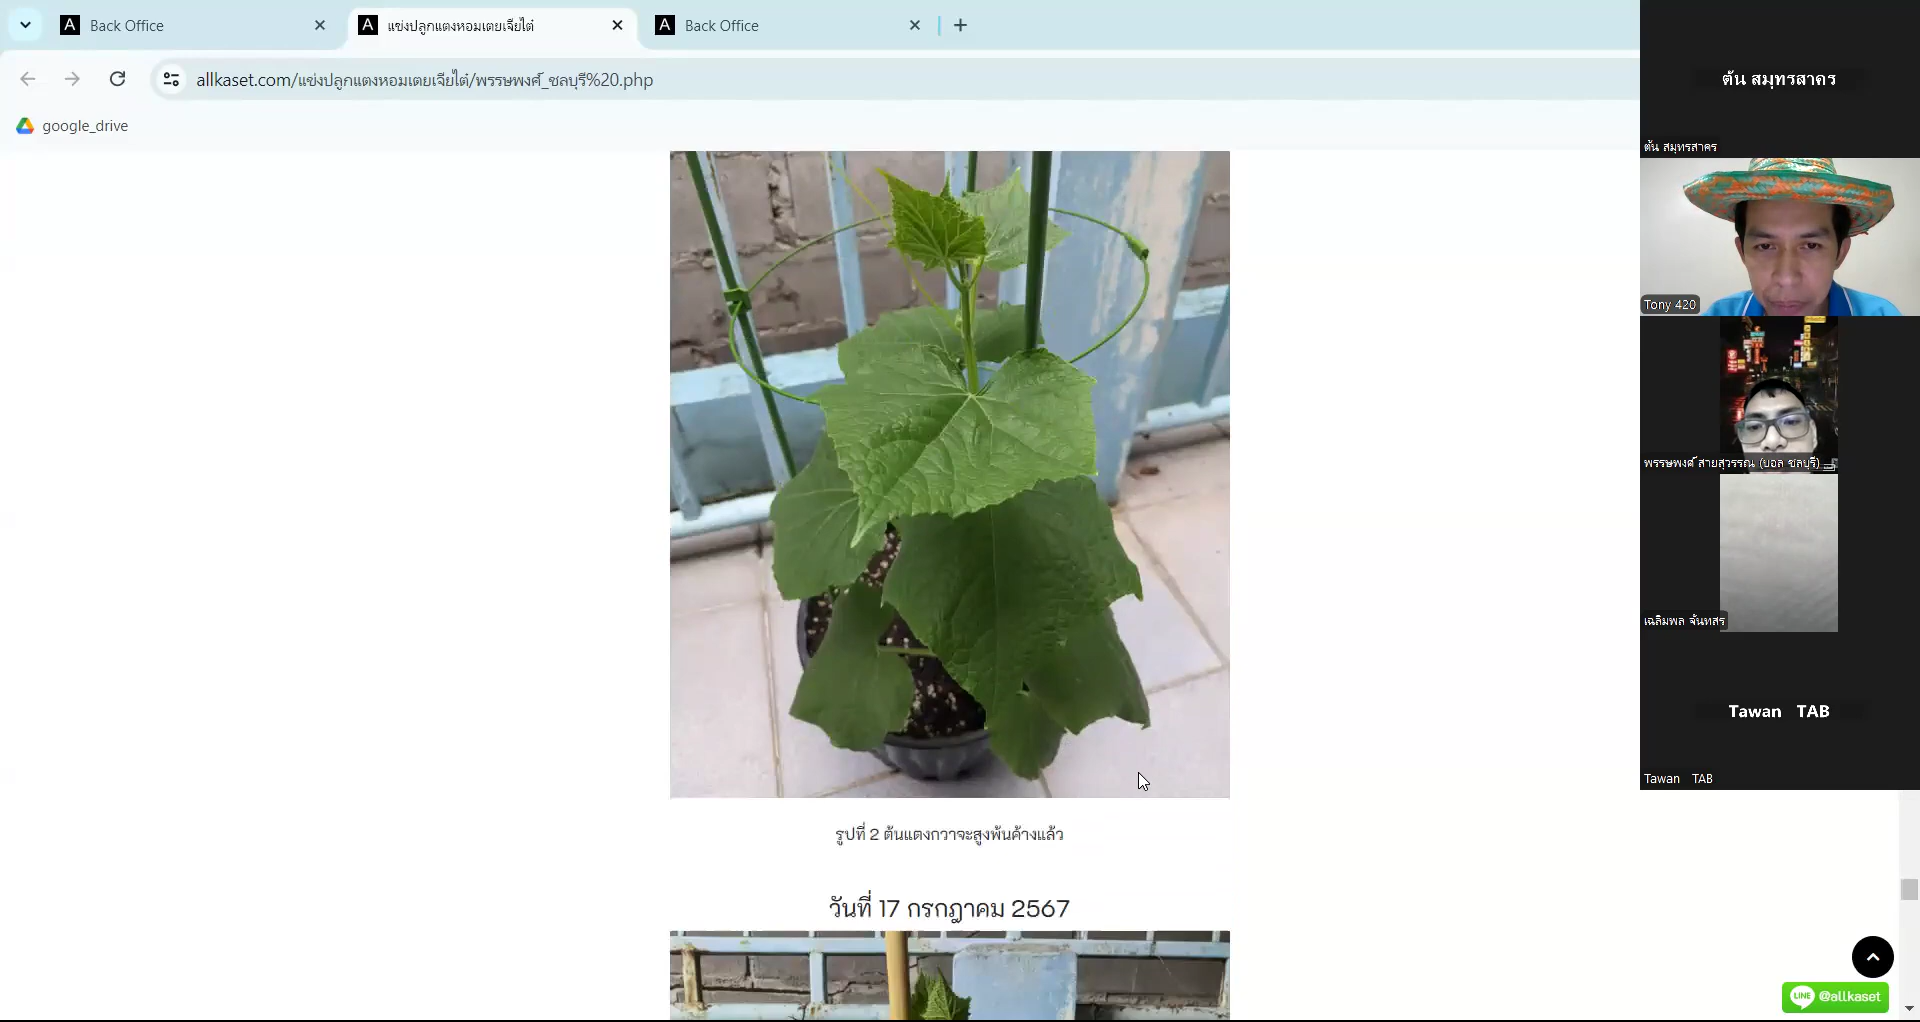 Back Office
แข่งปลูกแตงหอมเตยเจียไต๋
Back Office
allkaset.com/แข่งปลูกแตงหอมเตยเจียไต๋/พรรษพงศ์_ชลบุรี%20.php
google_drive
รูปที่ 2 ต้นแตงกวาจะสูงพ้นค้างแล้ว
วันที่ 17 กรกฎาคม 2567
ต้น สมุทรสาคร
ต้น สมุทรสาคร
Tony 420
พรรษพงศ์ สายสุวรรณ (บอล ชลบุรี)
เฉลิมพล จันทสร
Tawan TAB
Tawan TAB
LINE @allkaset